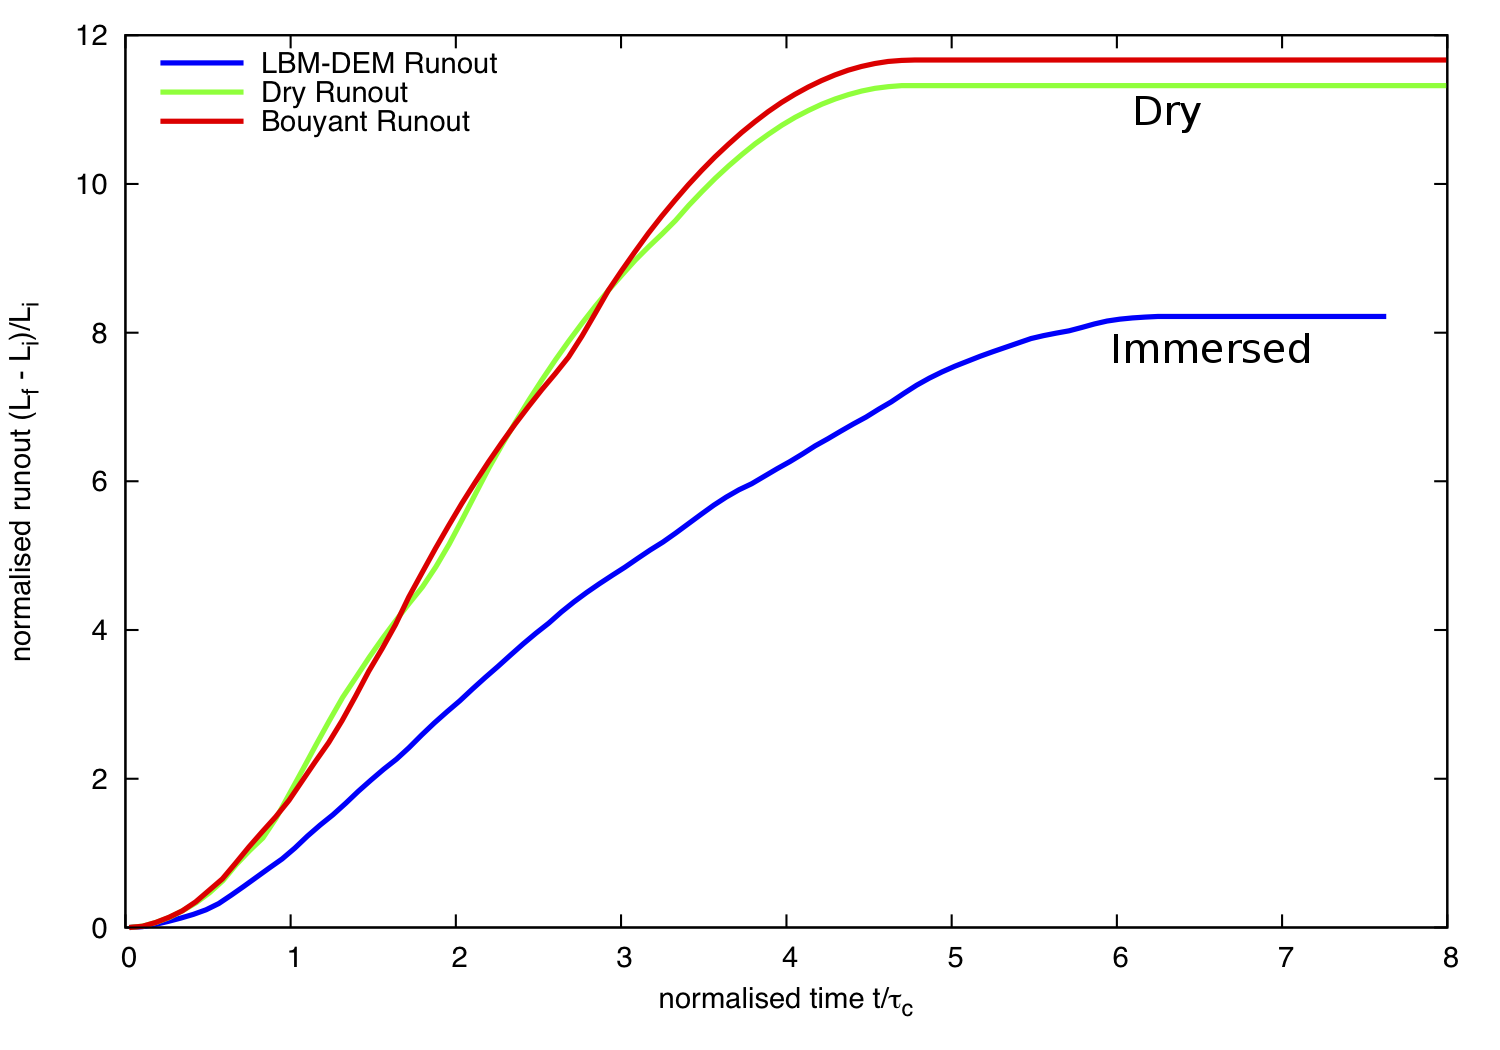 12
10
8
6
4
2
0
LBM-DEM Runout
Dry Runout
Bouyant Runout
Dry
Immersed
normalised runout (Lf - Li)/Li
0 1 2 3 4 5 6 7 8
normalised time t/τc